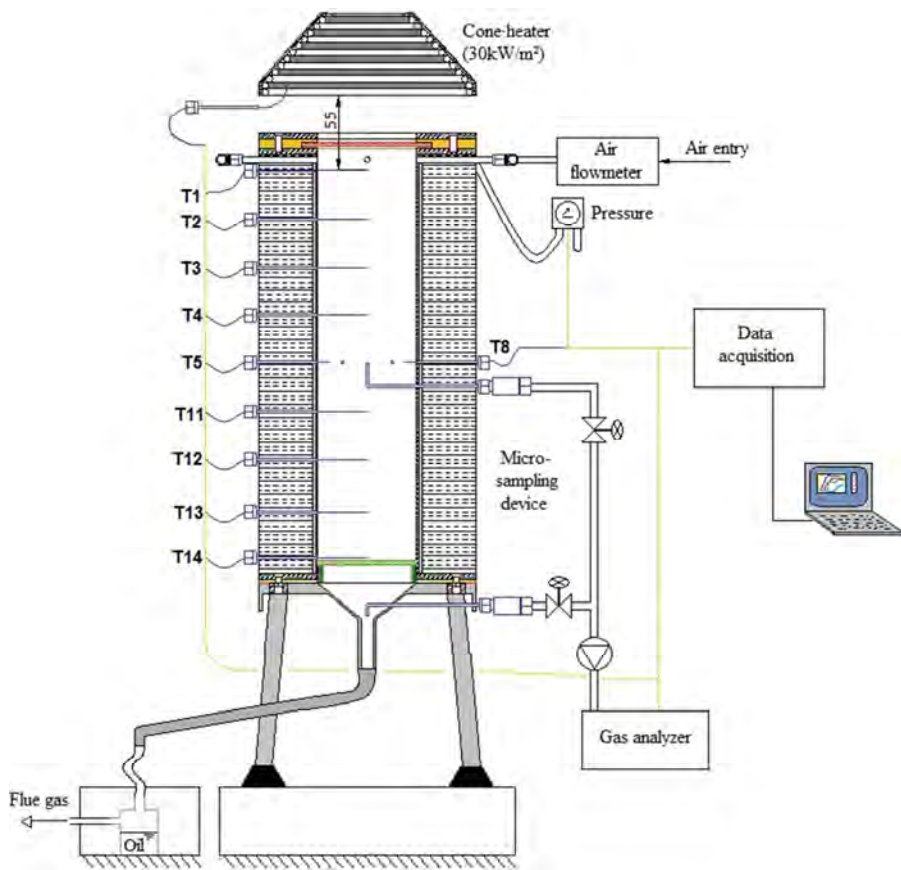 Cone-heater
(30kW/m²)
55
Air
flowmeter
Air entry
T1
T2
Pressure
T3
T4
T8
Data
acquisition
T5
T11
T12
Micro-
sampling
device
T13
T14
Gas analyzer
Flue gas
Oil